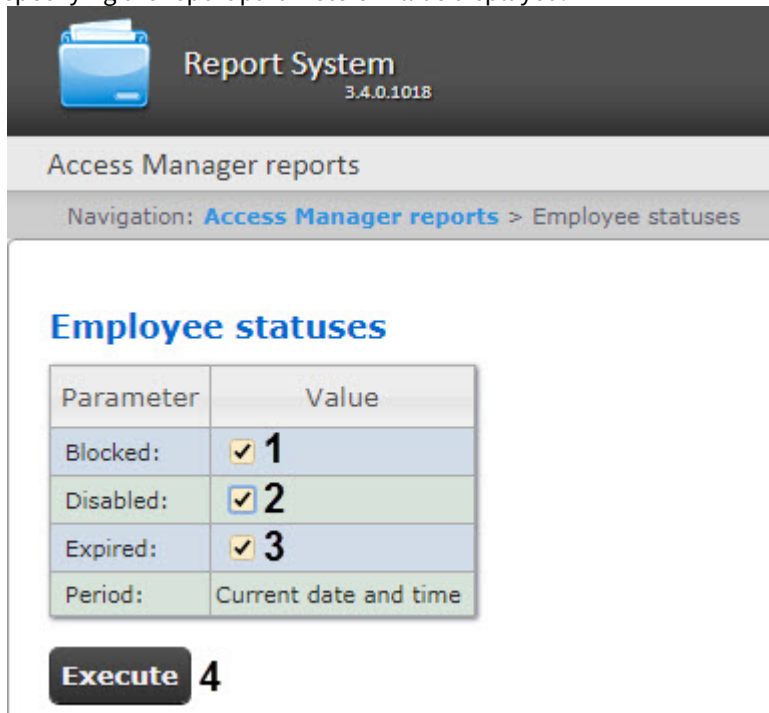 Report System
3.4.0.1018
Access Manager reports
Navigation: Access Manager reports > Employee statuses
Employee statuses
Parameter Value
Blocked: 1
Disabled: 2
Expired: 3
Period: Current date and time
Execute 4